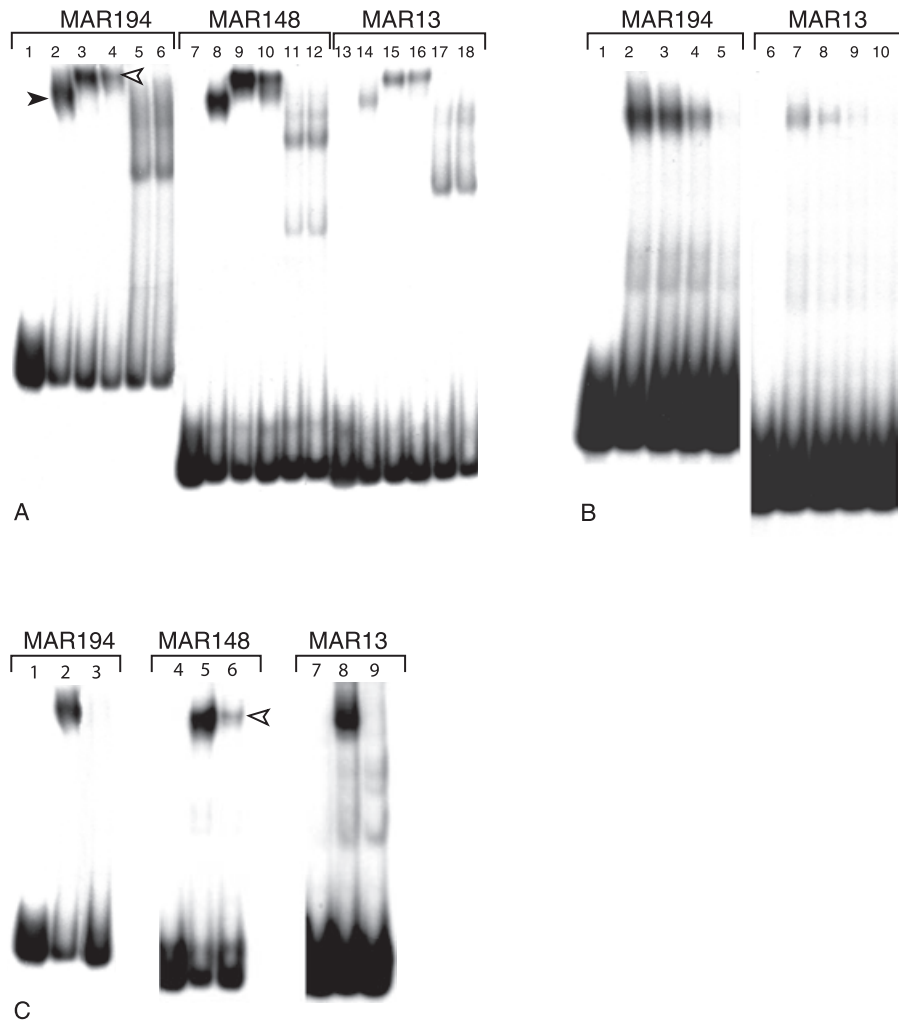 MAR194 MAR148 MAR13
1 2 3 4 5 6 7 8 9 10 11 12 13 14 15 16 17 18
A
MAR194 MAR13
1 2 3 4 5 6 7 8 9 10
B
MAR194 MAR148 MAR13
1 2 3 4 5 6 7 8 9
C